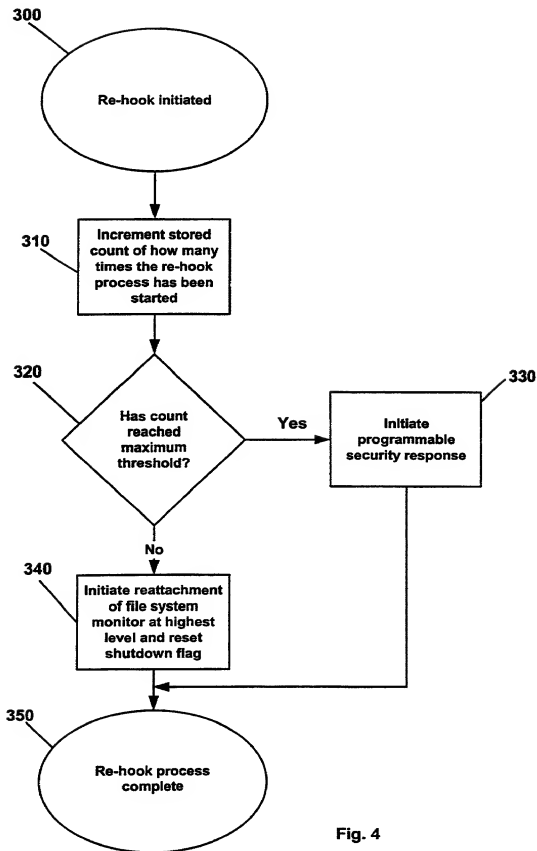 300
Re-hook initiated
310
Increment stored
count of how many
times the re-hook
process has been
started
320
Has count
reached
maximum
threshold?
Yes
330
Initiate
programmable
security response
No
340
Initiate reattachment
of file system
monitor at highest
level and reset
shutdown flag
350
Re-hook process
complete
Fig. 4